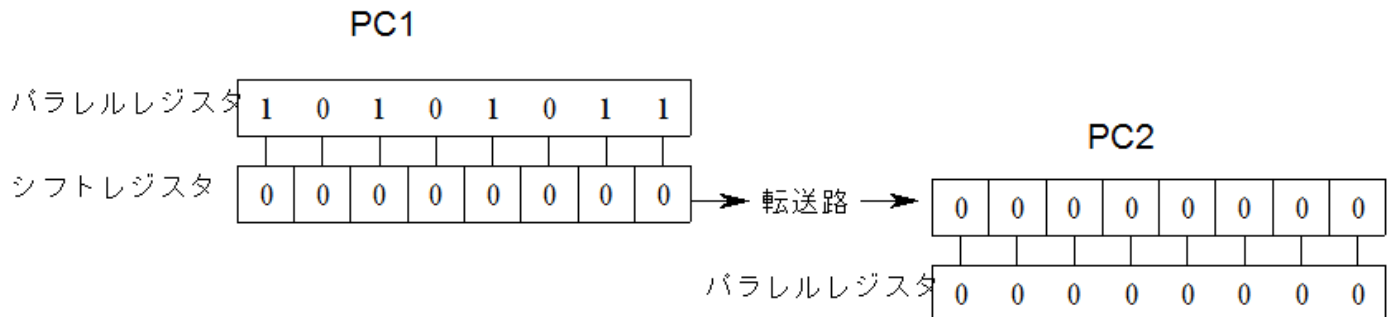 PC1
パラレルレジスタ 1 0 1 0 1 0 1 1
シフトレジスタ 0 0 0 0 0 0 0 0
転送路
PC2
0 0 0 0 0 0 0 0
パラレルレジスタ 0 0 0 0 0 0 0 0